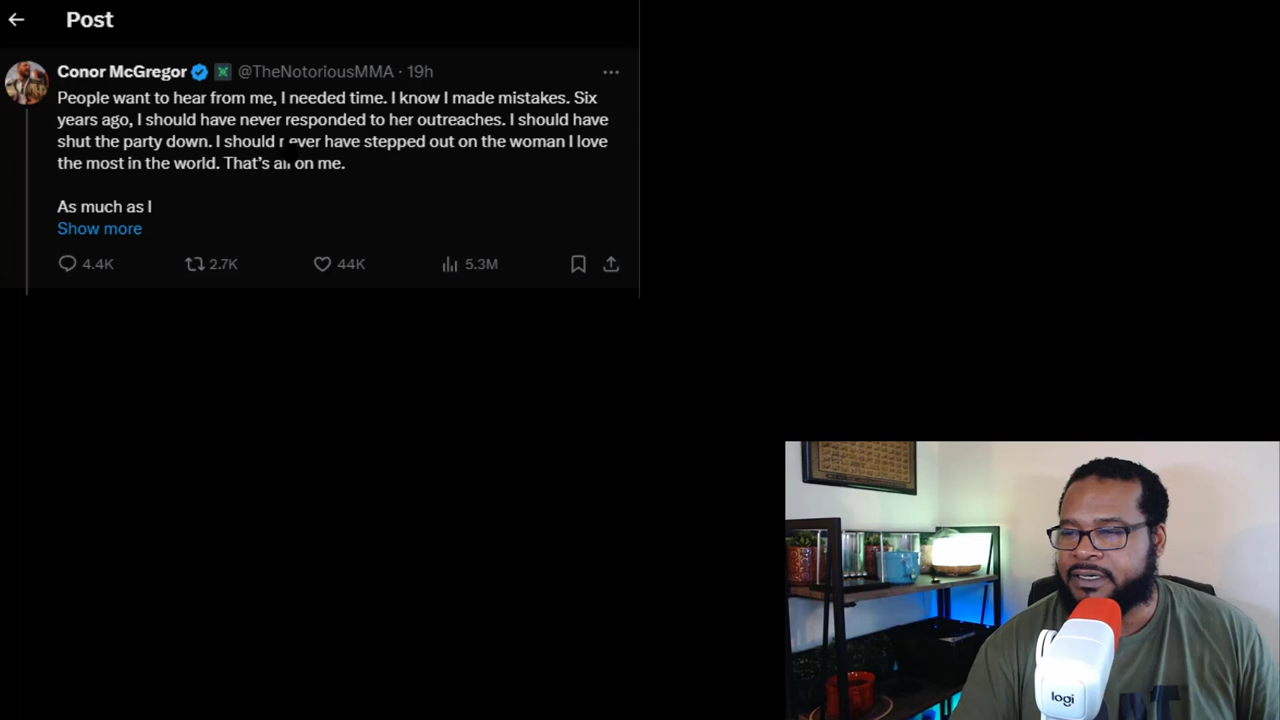 Post
Conor McGregor @TheNotoriousMMA · 19h
People want to hear from me, I needed time. I know I made mistakes. Six
years ago, I should have never responded to her outreaches. I should have
shut the party down. I should never have stepped out on the woman I love
the most in the world. That's all on me.
As much as I
Show more
4.4K 2.7K 44K 5.3M
logi